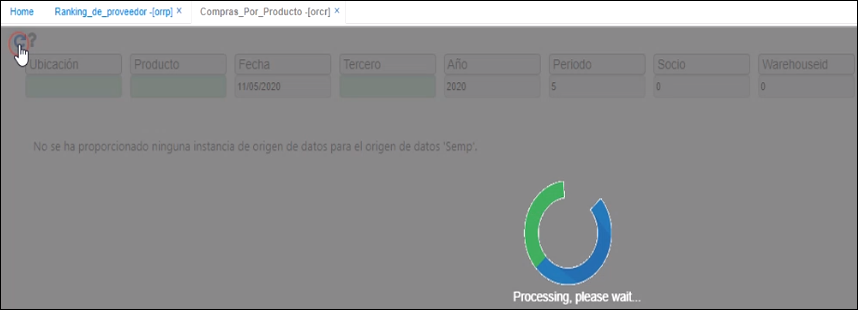 Home Ranking_de_proveedor -[orrp] x Compras_Por_Producto -[orcr] x
?
Ubicación Producto Fecha Tercero Año Periodo Socio Warehouseid
11/05/2020 2020 5 0 0
No se ha proporcionado ninguna instancia de origen de datos para el origen de datos 'Semp'.
Processing, please wait...